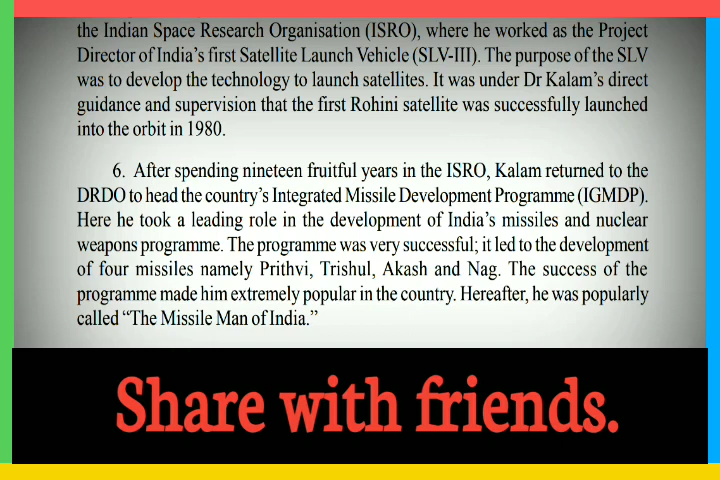 the Indian Space Research Organisation (ISRO), where he worked as the Project
Director of India's first Satellite Launch Vehicle (SLV-III). The purpose of the SLV
was to develop the technology to launch satellites. It was under Dr Kalam's direct
guidance and supervision that the first Rohini satellite was successfully launched
into the orbit in 1980.
6. After spending nineteen fruitful years in the ISRO, Kalam returned to the
DRDO to head the country's Integrated Missile Development Programme (IGMDP).
Here he took a leading role in the development of India's missiles and nuclear
weapons programme. The programme was very successful; it led to the development
of four missiles namely Prithvi, Trishul, Akash and Nag. The success of the
programme made him extremely popular in the country. Hereafter, he was popularly
called “The Missile Man of India.”
Share with friends.